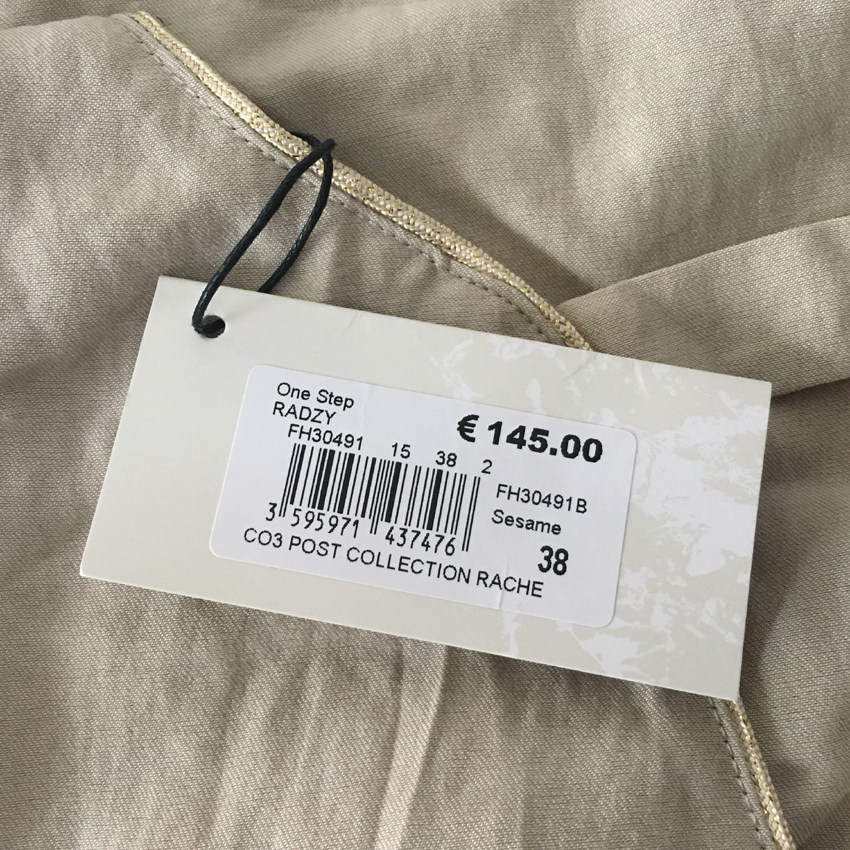 One Step
RADZY
€ 145.00
FH30491 15 38 2
FH30491B
Sesame
3 595971 437476
38
CO3 POST COLLECTION RACHE